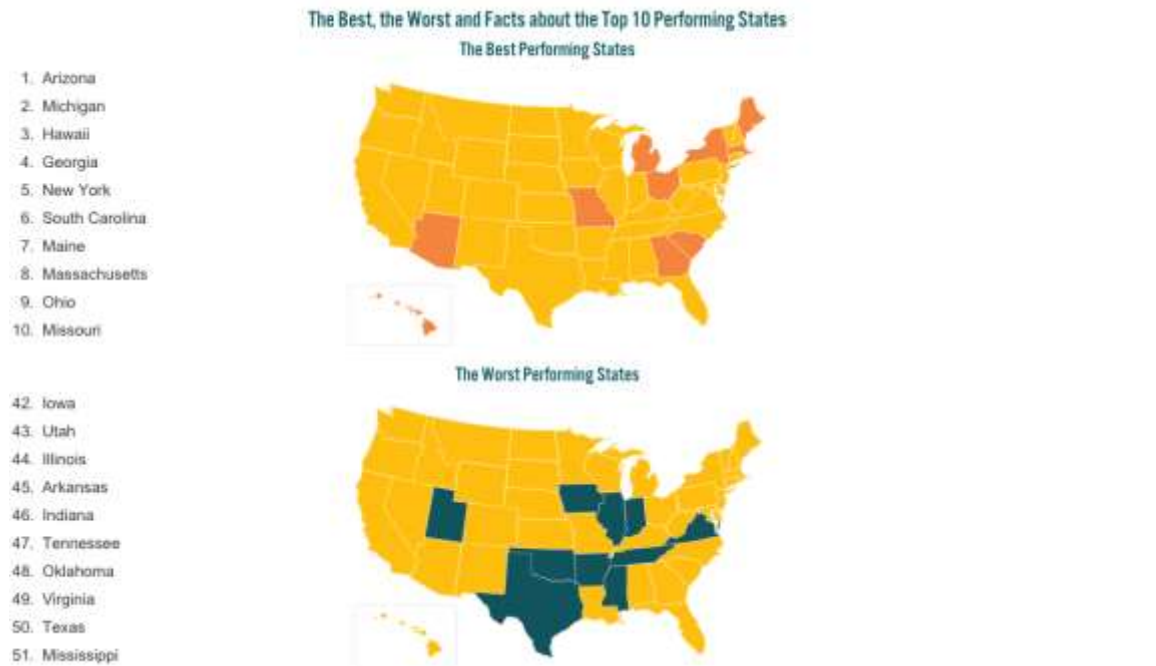 The Best, the Worst and Facts about the Top 10 Performing States
The Best Performing States
1. Arizona
2. Michigan
3. Hawaii
4. Georgia
5. New York
6. South Carolina
7. Maine
8. Massachusetts
9. Ohio
10. Missouri
The Worst Performing States
42. Iowa
43. Utah
44. Illinois
45. Arkansas
46. Indiana
47. Tennessee
48. Oklahoma
49. Virginia
50. Texas
51. Mississippi